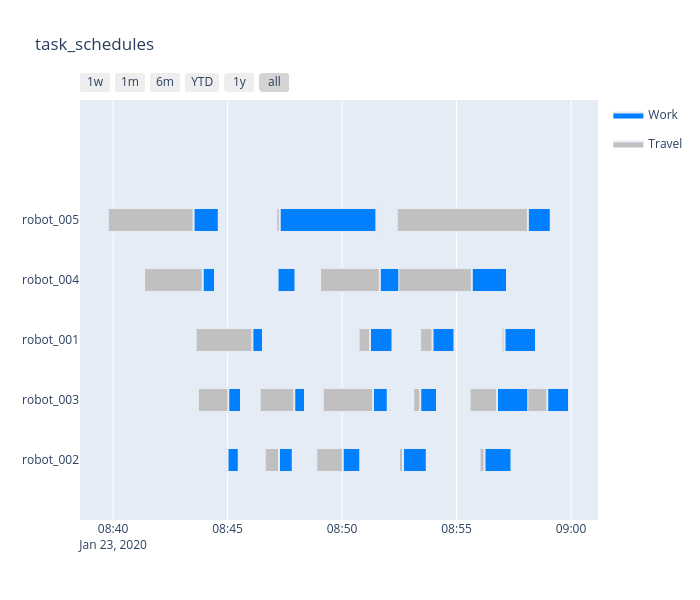 task_schedules
1w 1m 6m YTD 1y all
Work
Travel
robot_005
robot_004
robot_001
robot_003
robot_002
08:40 08:45 08:50 08:55 09:00
Jan 23, 2020